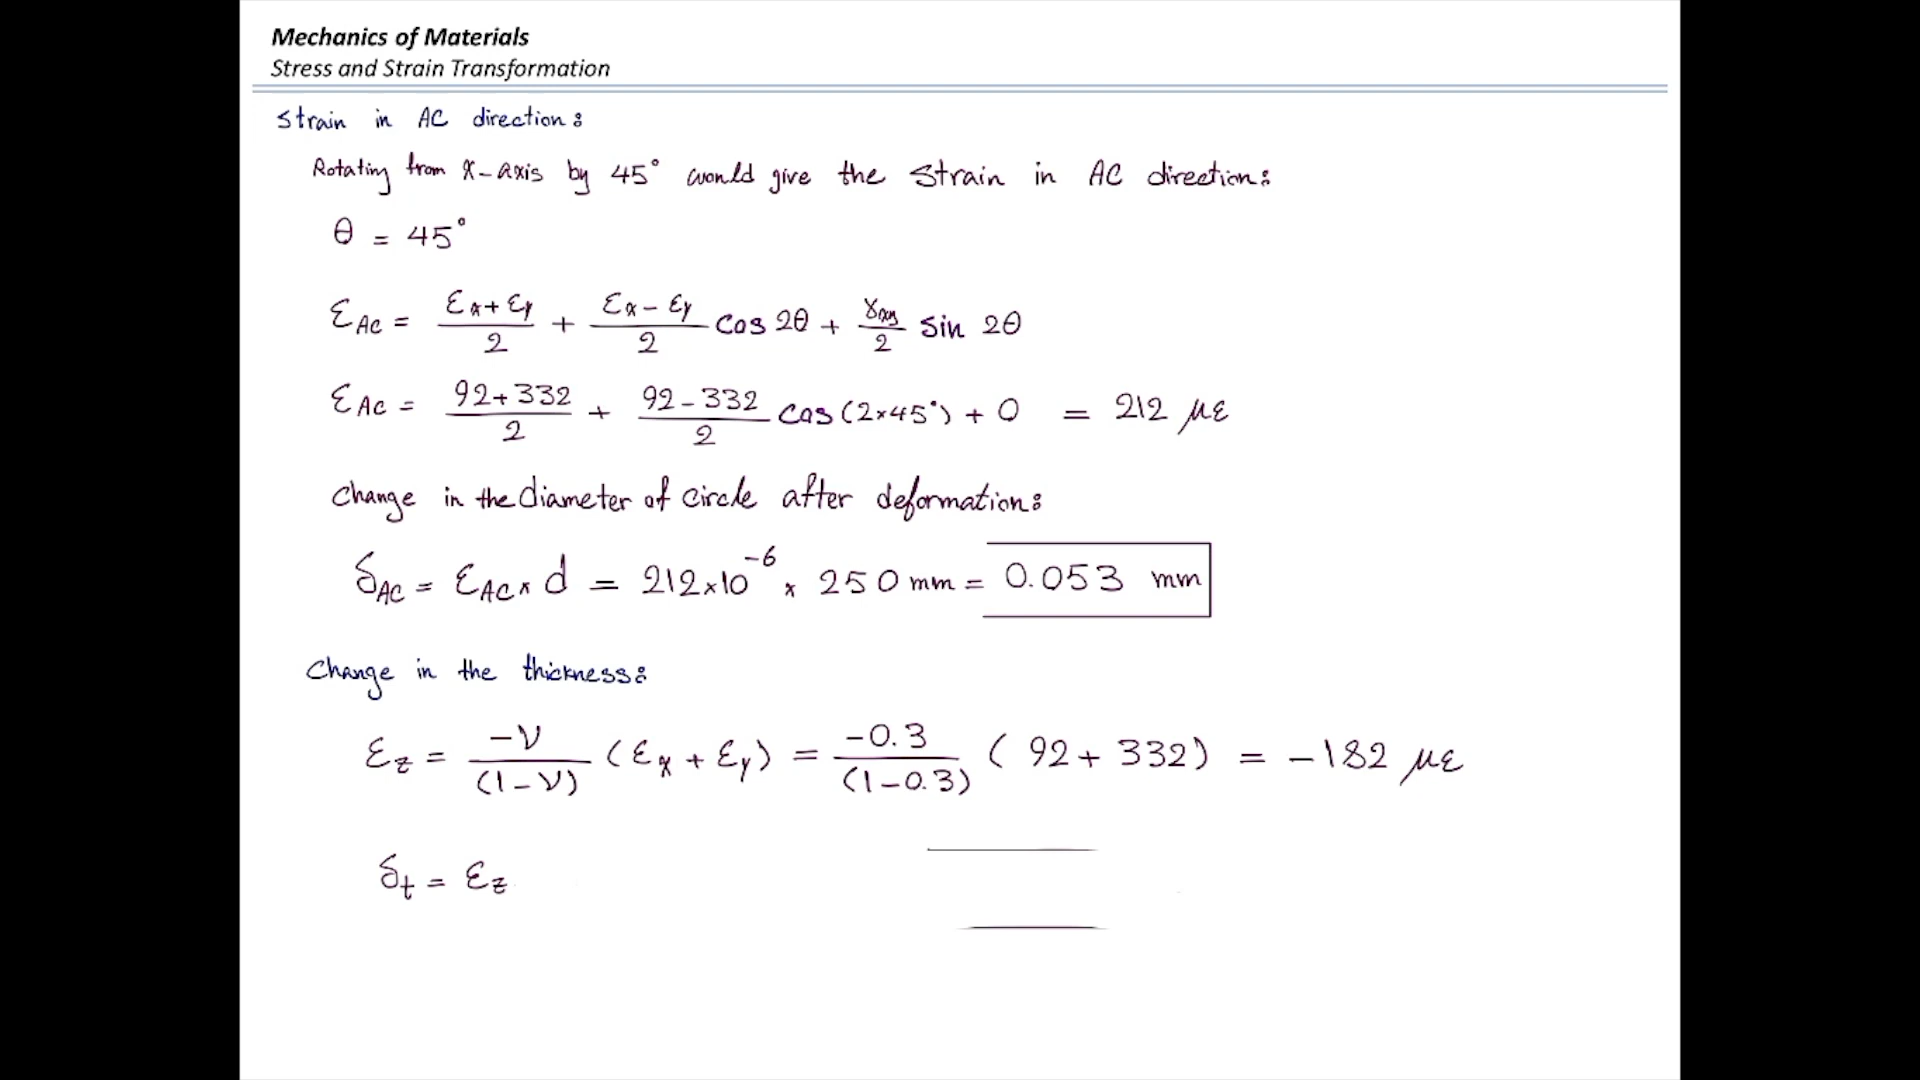 Mechanics of Materials
Stress and Strain Transformation
Strain in AC direction:
Rotating from x-axis by 45° would give the strain in AC direction:
θ = 45°
ε_AC = (ε_x + ε_y)/2 + (ε_x - ε_y)/2 cos 2θ + γ_xy/2 sin 2θ
ε_AC = (92+332)/2 + (92-332)/2 cos(2×45°) + 0 = 212 με
Change in the diameter of circle after deformation:
δ_AC = ε_AC × d = 212×10^-6 × 250 mm = 0.053 mm
Change in the thickness:
ε_z = -ν/(1-ν) (ε_x + ε_y) = -0.3/(1-0.3) (92+332) = -182 με
δ_t = ε_z